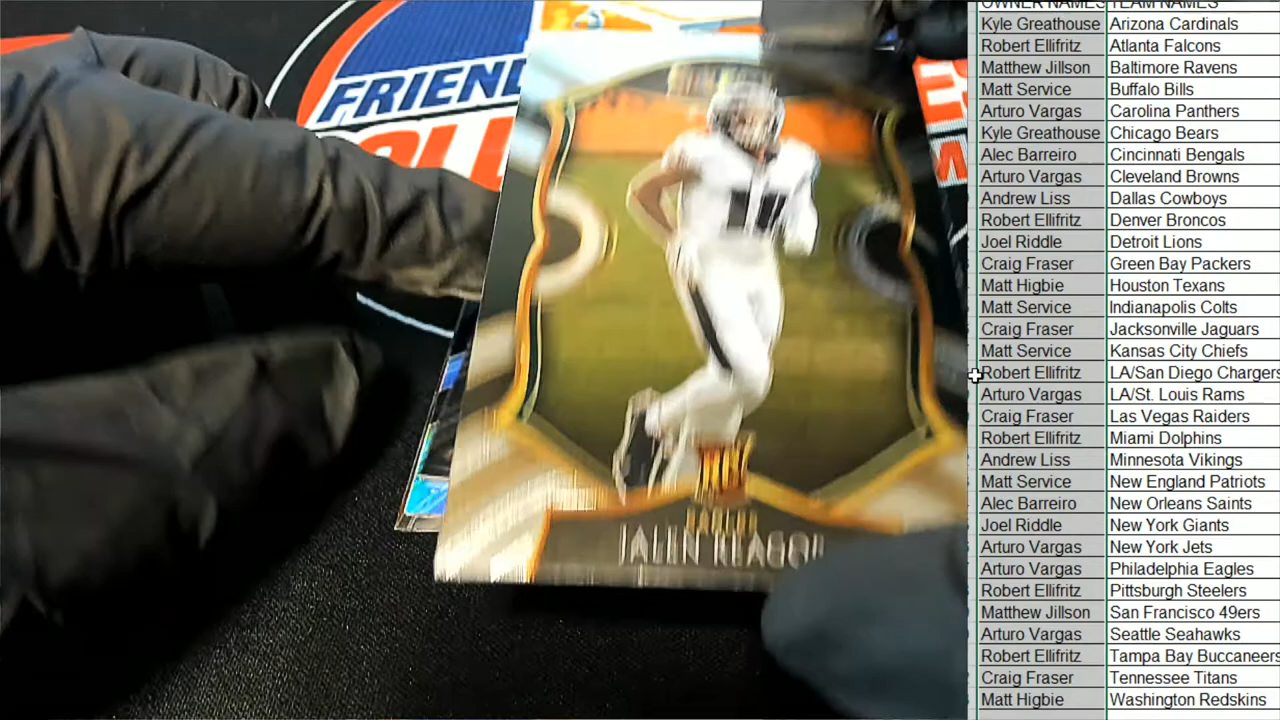 OWNER NAMES TEAM NAMES
Kyle Greathouse Arizona Cardinals
Robert Ellifritz Atlanta Falcons
Matthew Jillson Baltimore Ravens
Matt Service Buffalo Bills
Arturo Vargas Carolina Panthers
Kyle Greathouse Chicago Bears
Alec Barreiro Cincinnati Bengals
Arturo Vargas Cleveland Browns
Andrew Liss Dallas Cowboys
Robert Ellifritz Denver Broncos
Joel Riddle Detroit Lions
Craig Fraser Green Bay Packers
Matt Higbie Houston Texans
Matt Service Indianapolis Colts
Craig Fraser Jacksonville Jaguars
Matt Service Kansas City Chiefs
Robert Ellifritz LA/San Diego Chargers
Arturo Vargas LA/St. Louis Rams
Craig Fraser Las Vegas Raiders
Robert Ellifritz Miami Dolphins
Andrew Liss Minnesota Vikings
Matt Service New England Patriots
Alec Barreiro New Orleans Saints
Joel Riddle New York Giants
Arturo Vargas New York Jets
Arturo Vargas Philadelphia Eagles
Robert Ellifritz Pittsburgh Steelers
Matthew Jillson San Francisco 49ers
Arturo Vargas Seattle Seahawks
Robert Ellifritz Tampa Bay Buccaneers
Craig Fraser Tennessee Titans
Matt Higbie Washington Redskins
FRIEN
11
JALEN REAGOR